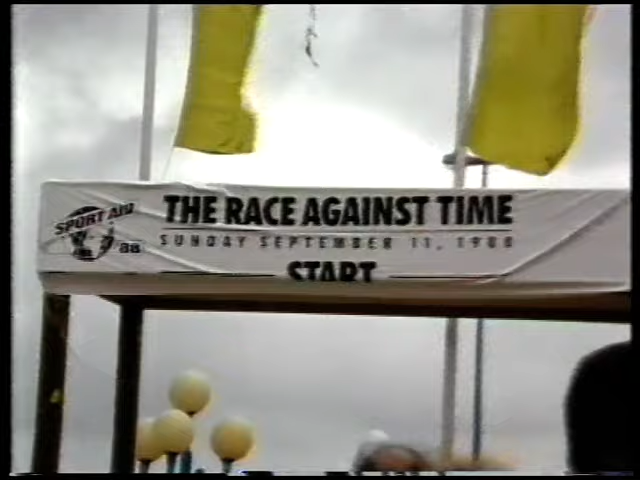 THE RACE AGAINST TIME
SPORT AID
88
SUNDAY SEPTEMBER 11, 1988
START